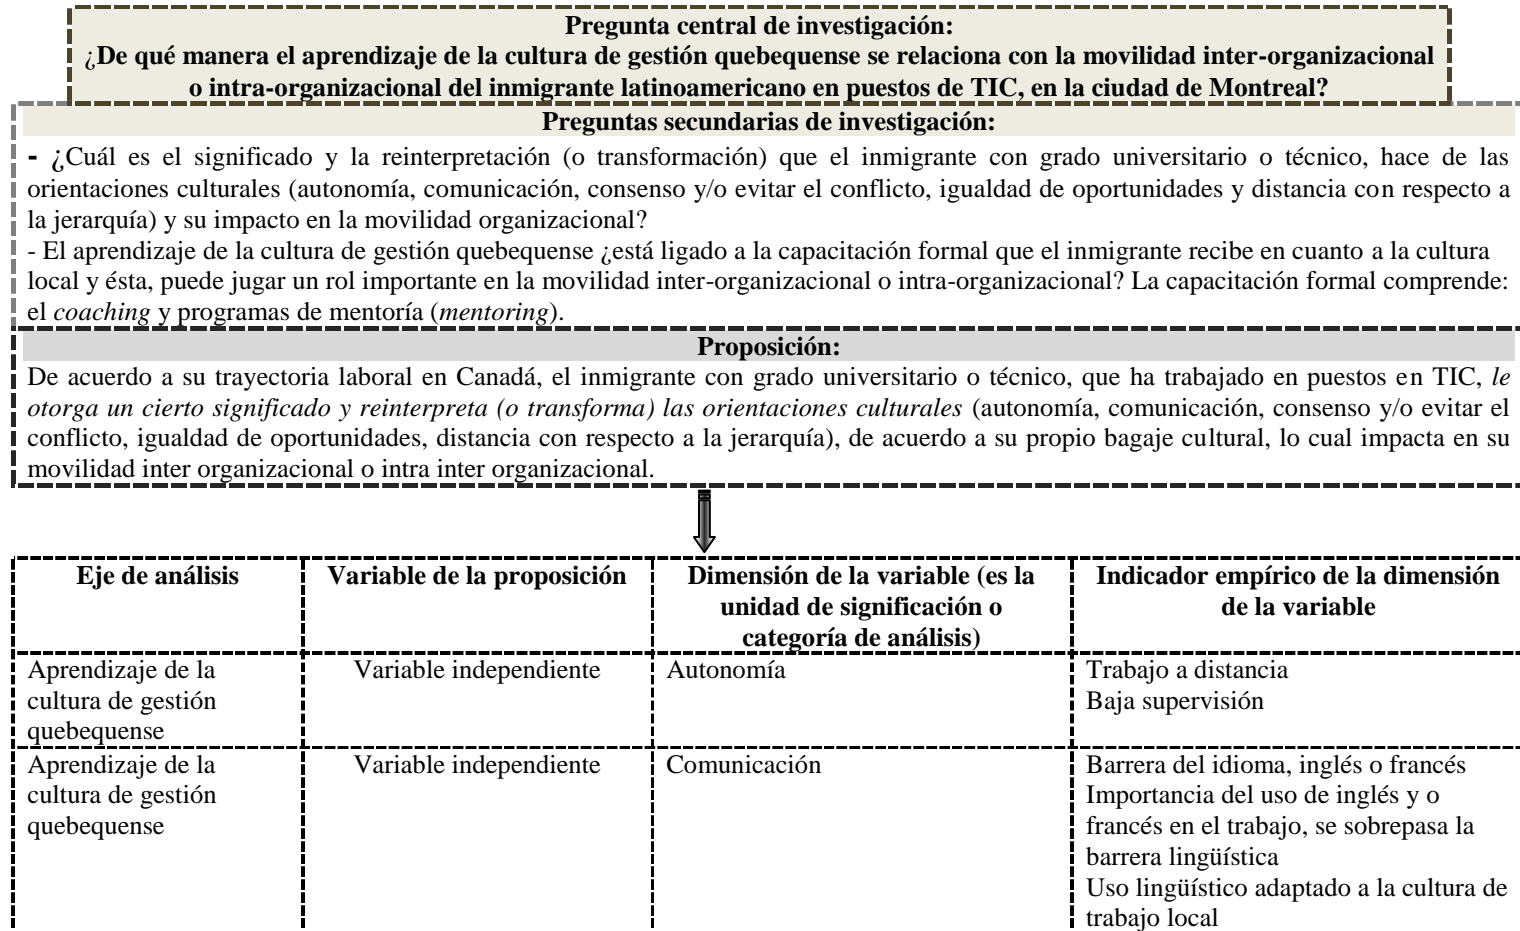 Pregunta central de investigación:
¿De qué manera el aprendizaje de la cultura de gestión quebequense se relaciona con la movilidad inter-organizacional
o intra-organizacional del inmigrante latinoamericano en puestos de TIC, en la ciudad de Montreal?
Preguntas secundarias de investigación:
- ¿Cuál es el significado y la reinterpretación (o transformación) que el inmigrante con grado universitario o técnico, hace de las
orientaciones culturales (autonomía, comunicación, consenso y/o evitar el conflicto, igualdad de oportunidades y distancia con respecto a
la jerarquía) y su impacto en la movilidad organizacional?
- El aprendizaje de la cultura de gestión quebequense ¿está ligado a la capacitación formal que el inmigrante recibe en cuanto a la cultura
local y ésta, puede jugar un rol importante en la movilidad inter-organizacional o intra-organizacional? La capacitación formal comprende:
el coaching y programas de mentoría (mentoring).
Proposición:
De acuerdo a su trayectoria laboral en Canadá, el inmigrante con grado universitario o técnico, que ha trabajado en puestos en TIC, le
otorga un cierto significado y reinterpreta (o transforma) las orientaciones culturales (autonomía, comunicación, consenso y/o evitar el
conflicto, igualdad de oportunidades, distancia con respecto a la jerarquía), de acuerdo a su propio bagaje cultural, lo cual impacta en su
movilidad inter organizacional o intra inter organizacional.
Eje de análisis
Variable de la proposición
Dimensión de la variable (es la
unidad de significación o
categoría de análisis)
Indicador empírico de la dimensión
de la variable
Aprendizaje de la
cultura de gestión
quebequense
Variable independiente
Autonomía
Trabajo a distancia
Baja supervisión
Aprendizaje de la
cultura de gestión
quebequense
Variable independiente
Comunicación
Barrera del idioma, inglés o francés
Importancia del uso de inglés y o
francés en el trabajo, se sobrepasa la
barrera lingüística
Uso lingüístico adaptado a la cultura de
trabajo local